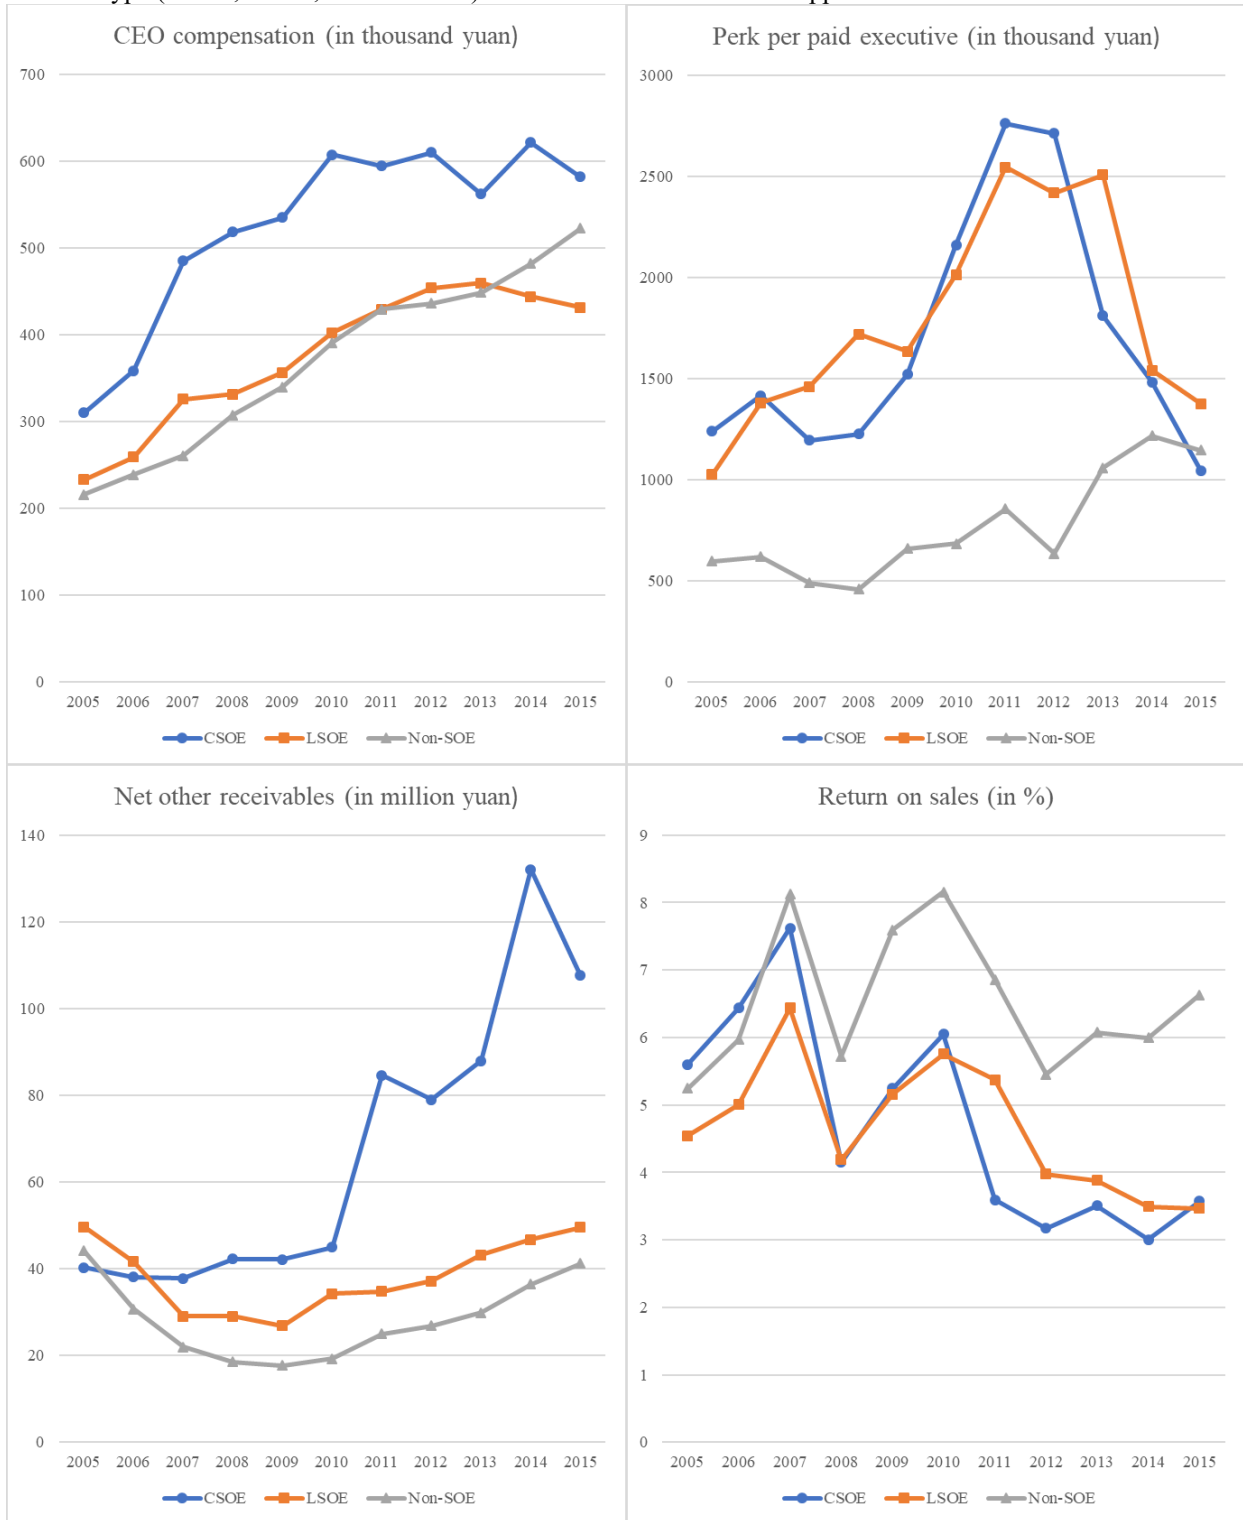 CEO compensation (in thousand yuan)
700
600
500
400
300
200
100
0
2005 2006 2007 2008 2009 2010 2011 2012 2013 2014 2015
CSOE LSOE Non-SOE
Perk per paid executive (in thousand yuan)
3000
2500
2000
1500
1000
500
0
2005 2006 2007 2008 2009 2010 2011 2012 2013 2014 2015
CSOE LSOE Non-SOE
Net other receivables (in million yuan)
140
120
100
80
60
40
20
0
2005 2006 2007 2008 2009 2010 2011 2012 2013 2014 2015
CSOE LSOE Non-SOE
Return on sales (in %)
9
8
7
6
5
4
3
2
1
0
2005 2006 2007 2008 2009 2010 2011 2012 2013 2014 2015
CSOE LSOE Non-SOE